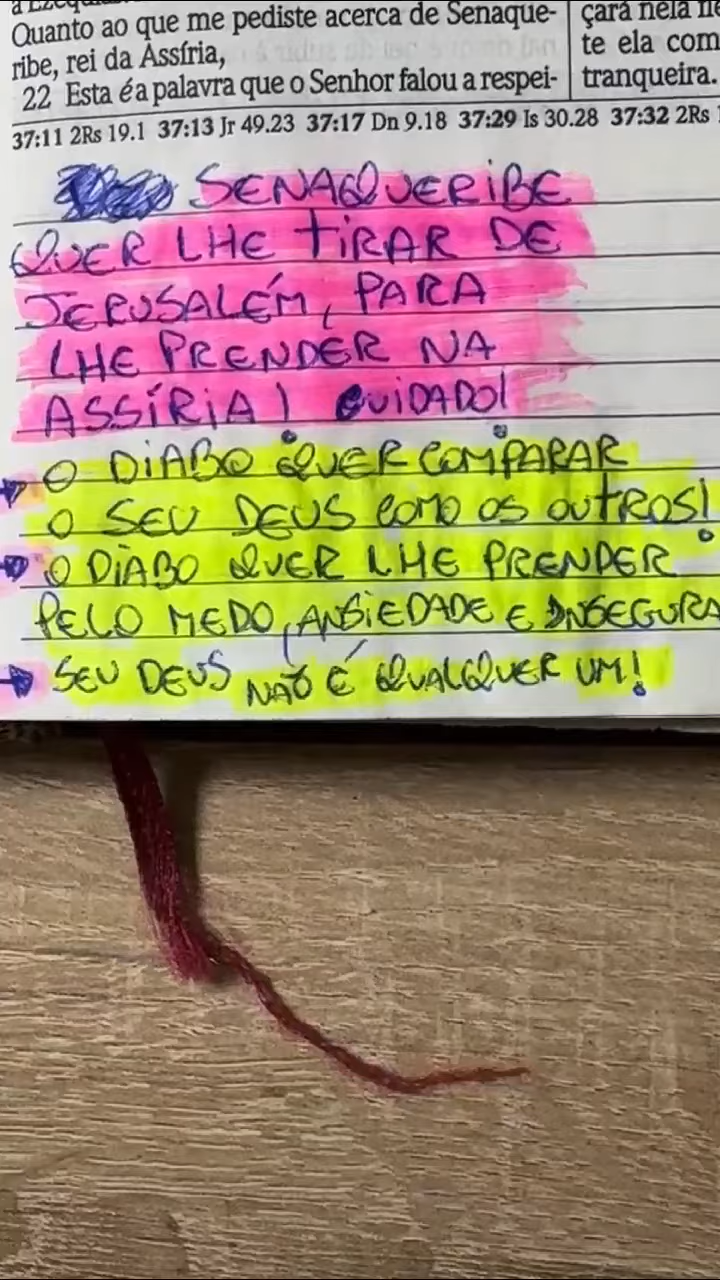 Quanto ao que me pediste acerca de Senaque-
ribe, rei da Assíria,
22 Esta é a palavra que o Senhor falou a respei-
te ela com
tranqueira.
37:11 2Rs 19.1 37:13 Jr 49.23 37:17 Dn 9.18 37:29 Is 30.28 37:32 2Rs
SENAQUERIBE
QUER LHE TIRAR DE
JERUSALÉM, PARA
LHE PRENDER NA
ASSÍRIA! CUIDADO!
O DIABO QUER COMPARAR
O SEU DEUS COMO OS OUTROS!
O DIABO QUER LHE PRENDER
PELO MEDO, ANSIEDADE E INSEGURA
SEU DEUS NÃO É QUALQUER UM!